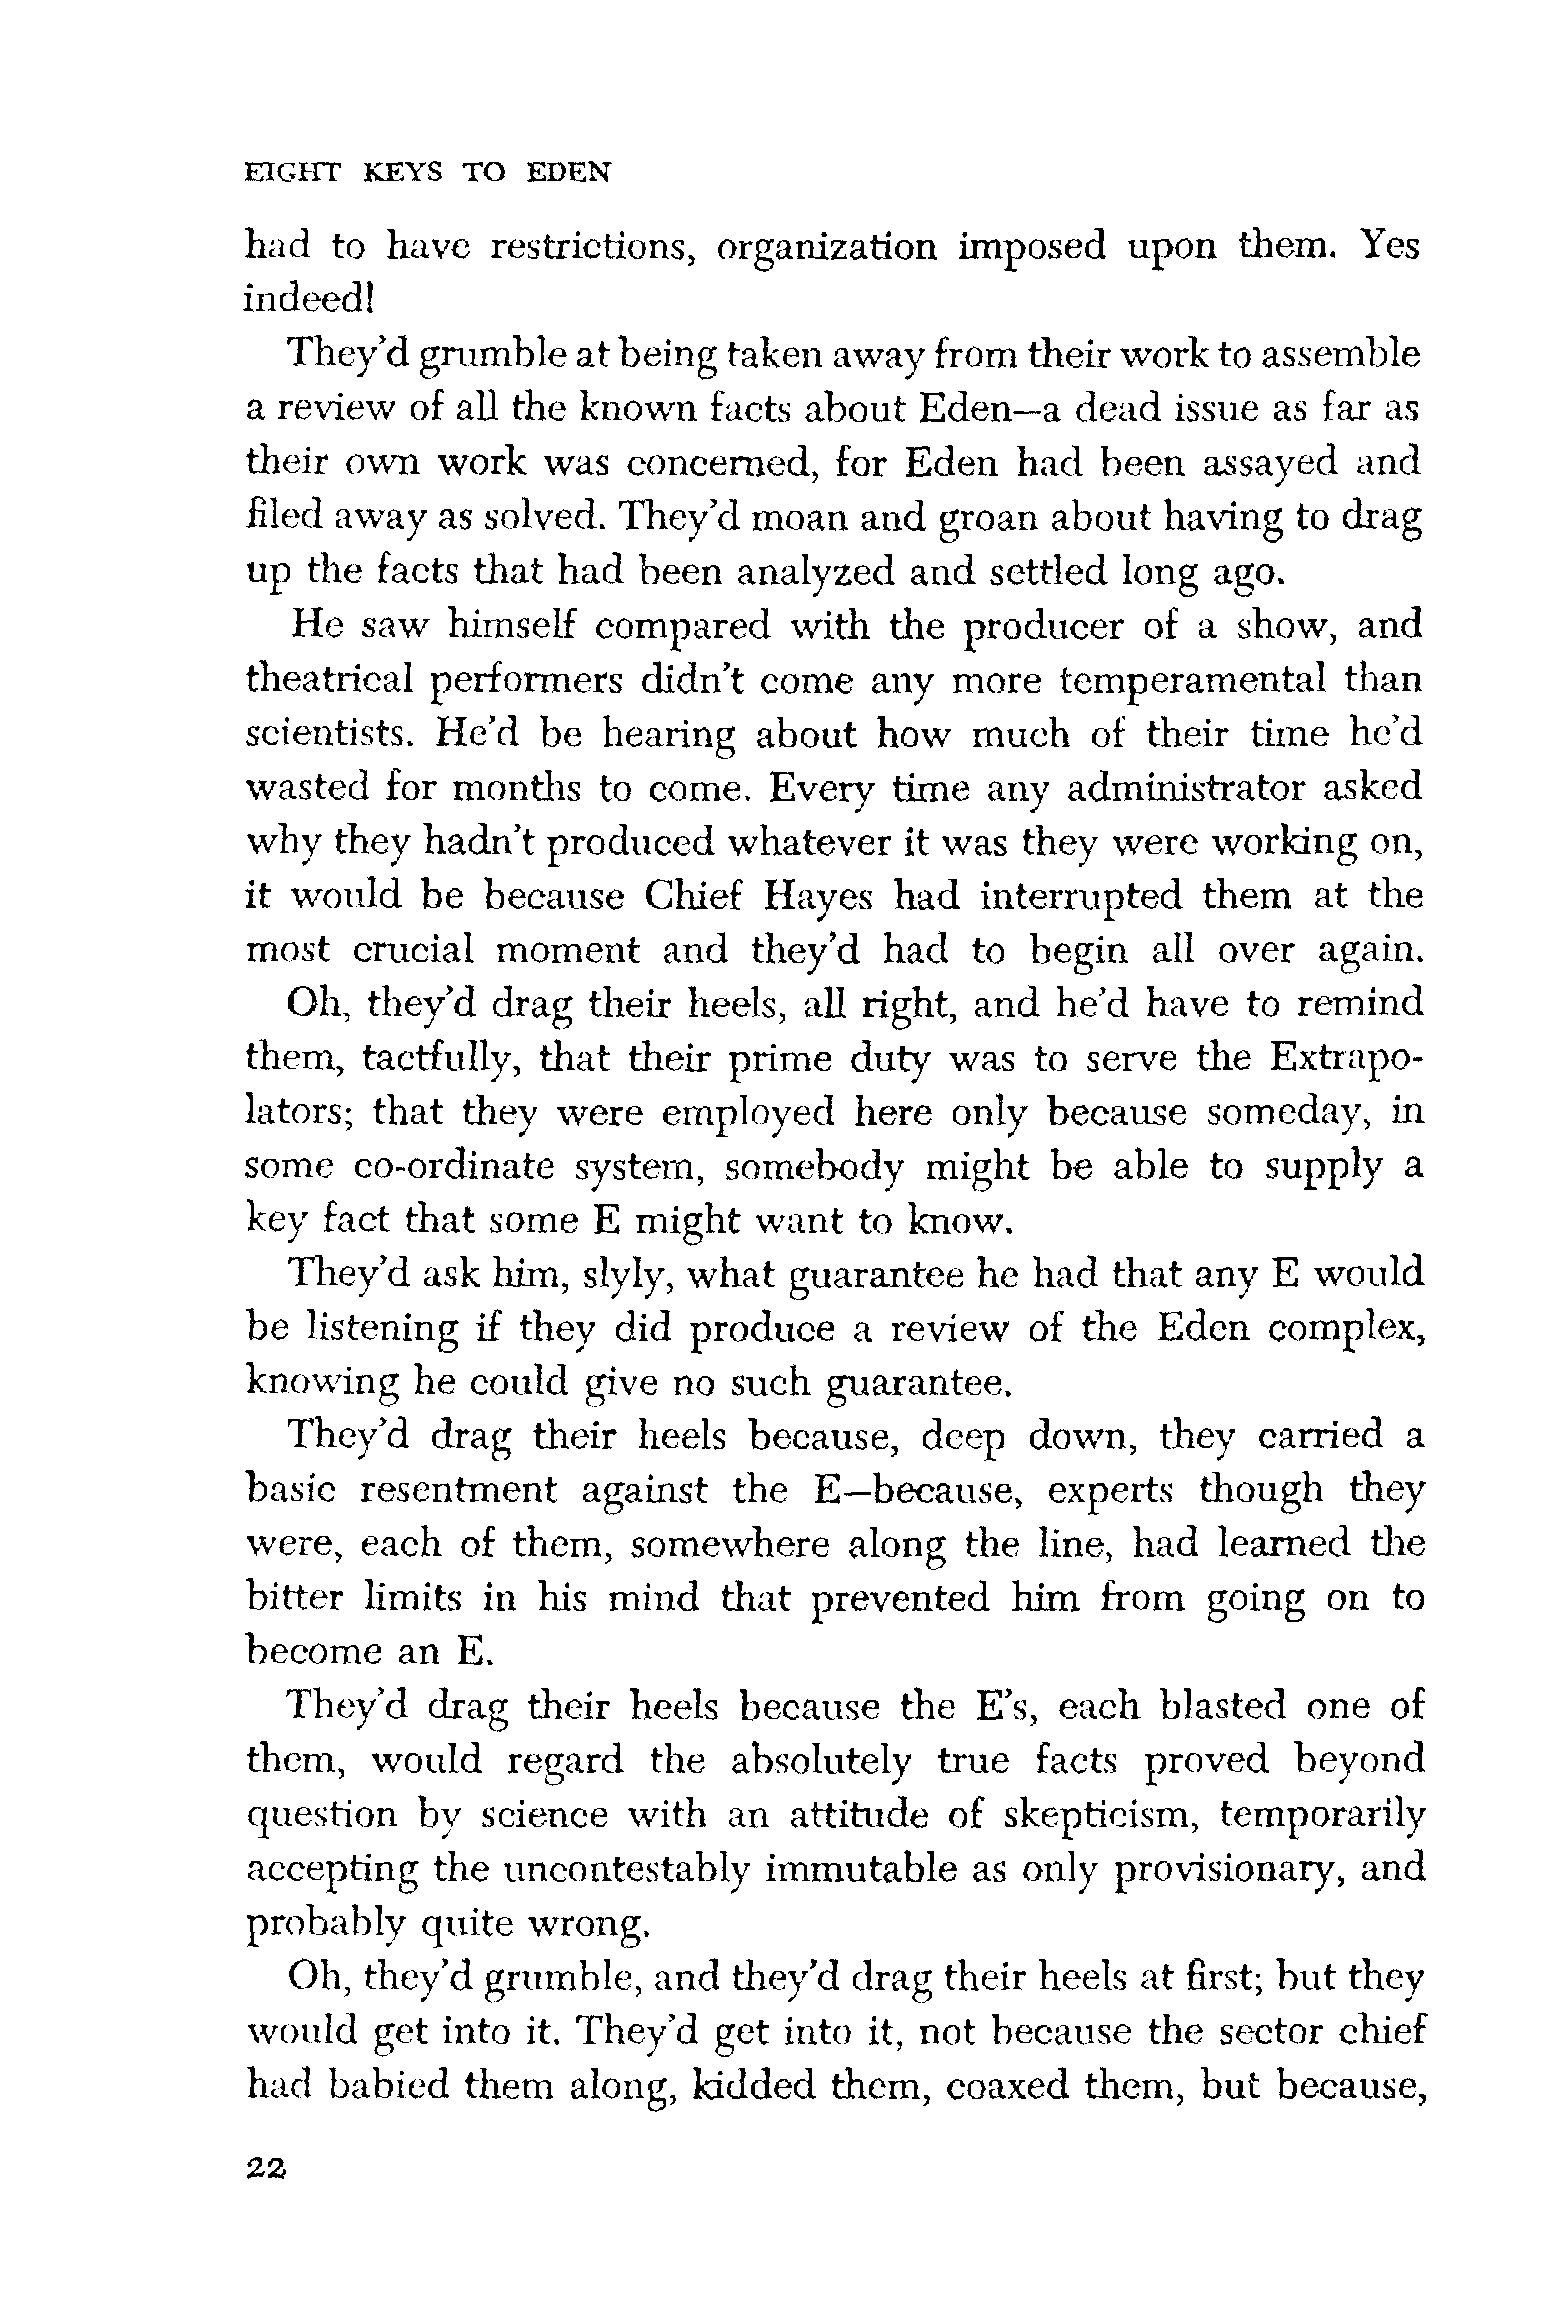 EIGHT KEYS TO EDEN
had to have restrictions, organization imposed upon them. Yes
indeed!
They'd grumble at being taken away from their work to assemble
a review of all the known facts about Eden—a dead issue as far as
their own work was concerned, for Eden had been assayed and
filed away as solved. They'd moan and groan about having to drag
up the facts that had been analyzed and settled long ago.
He saw himself compared with the producer of a show, and
theatrical performers didn't come any more temperamental than
scientists. He'd be hearing about how much of their time he'd
wasted for months to come. Every time any administrator asked
why they hadn't produced whatever it was they were working on,
it would be because Chief Hayes had interrupted them at the
most crucial moment and they'd had to begin all over again.
Oh, they'd drag their heels, all right, and he'd have to remind
them, tactfully, that their prime duty was to serve the Extrapo-
lators; that they were employed here only because someday, in
some co-ordinate system, somebody might be able to supply a
key fact that some E might want to know.
They'd ask him, slyly, what guarantee he had that any E would
be listening if they did produce a review of the Eden complex,
knowing he could give no such guarantee.
They'd drag their heels because, deep down, they carried a
basic resentment against the E—because, experts though they
were, each of them, somewhere along the line, had learned the
bitter limits in his mind that prevented him from going on to
become an E.
They'd drag their heels because the E's, each blasted one of
them, would regard the absolutely true facts proved beyond
question by science with an attitude of skepticism, temporarily
accepting the uncontestably immutable as only provisionary, and
probably quite wrong.
Oh, they'd grumble, and they'd drag their heels at first; but they
would get into it. They'd get into it, not because the sector chief
had babied them along, kidded them, coaxed them, but because,
22